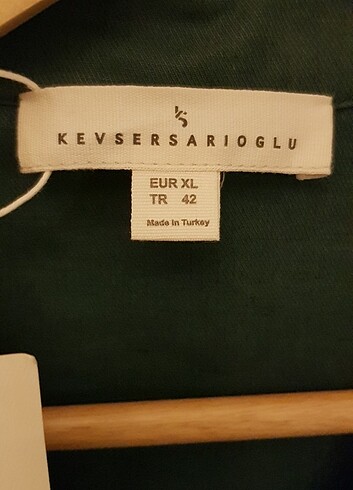 KEVSERSARIOGLU
EUR XL
TR 42
Made in Turkey